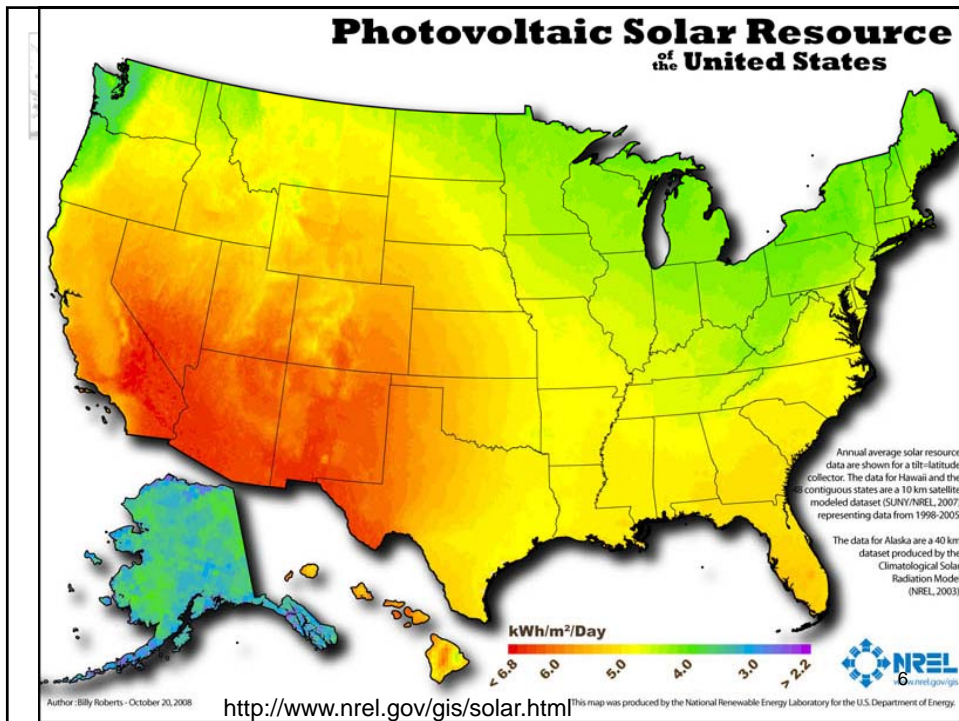 Photovoltaic Solar Resource
of the United States
Annual average solar resource
data are shown for a tilt=latitude
collector. The data for Hawaii and the
48 contiguous states are a 10 km satellite
modeled dataset (SUNY/NREL, 2007)
representing data from 1998-2005
The data for Alaska are a 40 km
dataset produced by the
Climatological Solar
Radiation Model
(NREL, 2003)
kWh/m²/Day
< 6.8
6.0
5.0
4.0
3.0
> 2.2
NREL
www.nrel.gov/gis
6
Author : Billy Roberts - October 20, 2008
http://www.nrel.gov/gis/solar.html
This map was produced by the National Renewable Energy Laboratory for the U.S. Department of Energy.